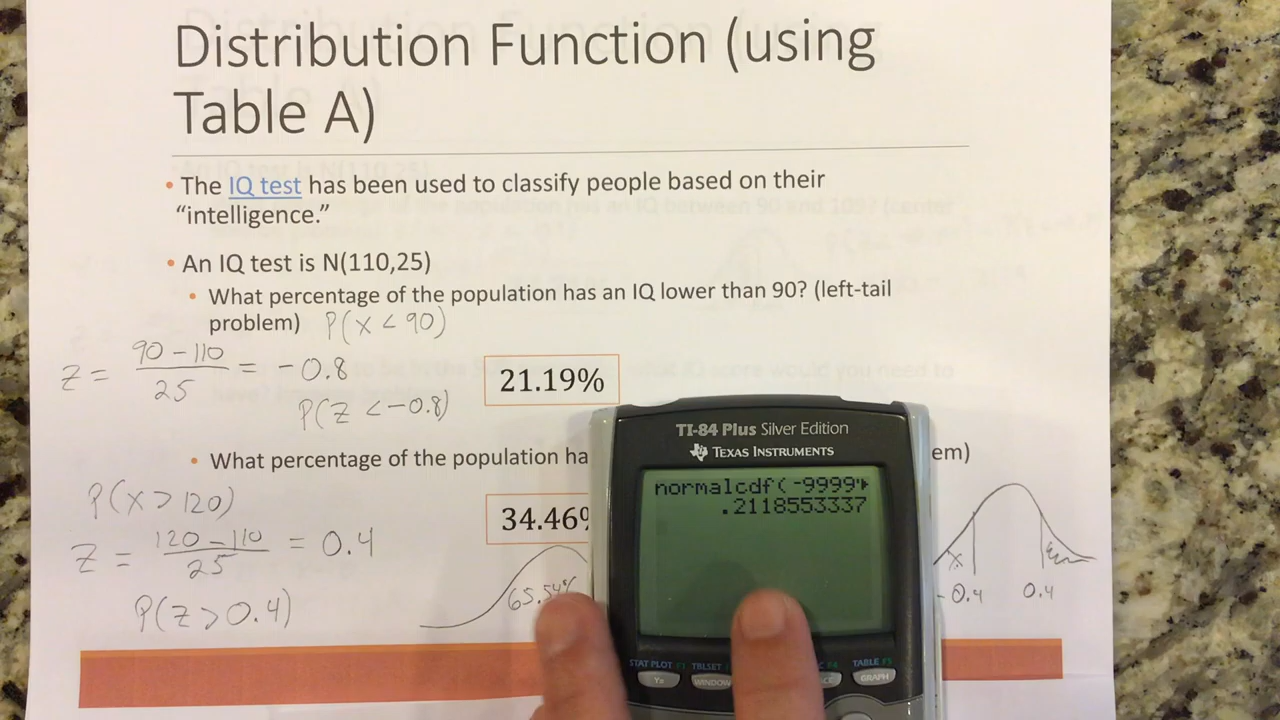 Distribution Function (using
Table A)
• The IQ test has been used to classify people based on their
“intelligence.”
• An IQ test is N(110,25)
• What percentage of the population has an IQ lower than 90? (left-tail
problem) P(X < 90)
Z = 90 - 110 / 25 = -0.8
21.19%
P(Z < -0.8)
• What percentage of the population ha
em)
P(X > 120)
34.46%
Z = 120 - 110 / 25 = 0.4
65.54%
P(Z > 0.4)
-0.4 0.4
TI-84 Plus Silver Edition
TEXAS INSTRUMENTS
normalcdf(-9999
.2118553337
STAT PLOT F1 TBLSET F4 TABLE F5
Y= WINDOW GRAPH